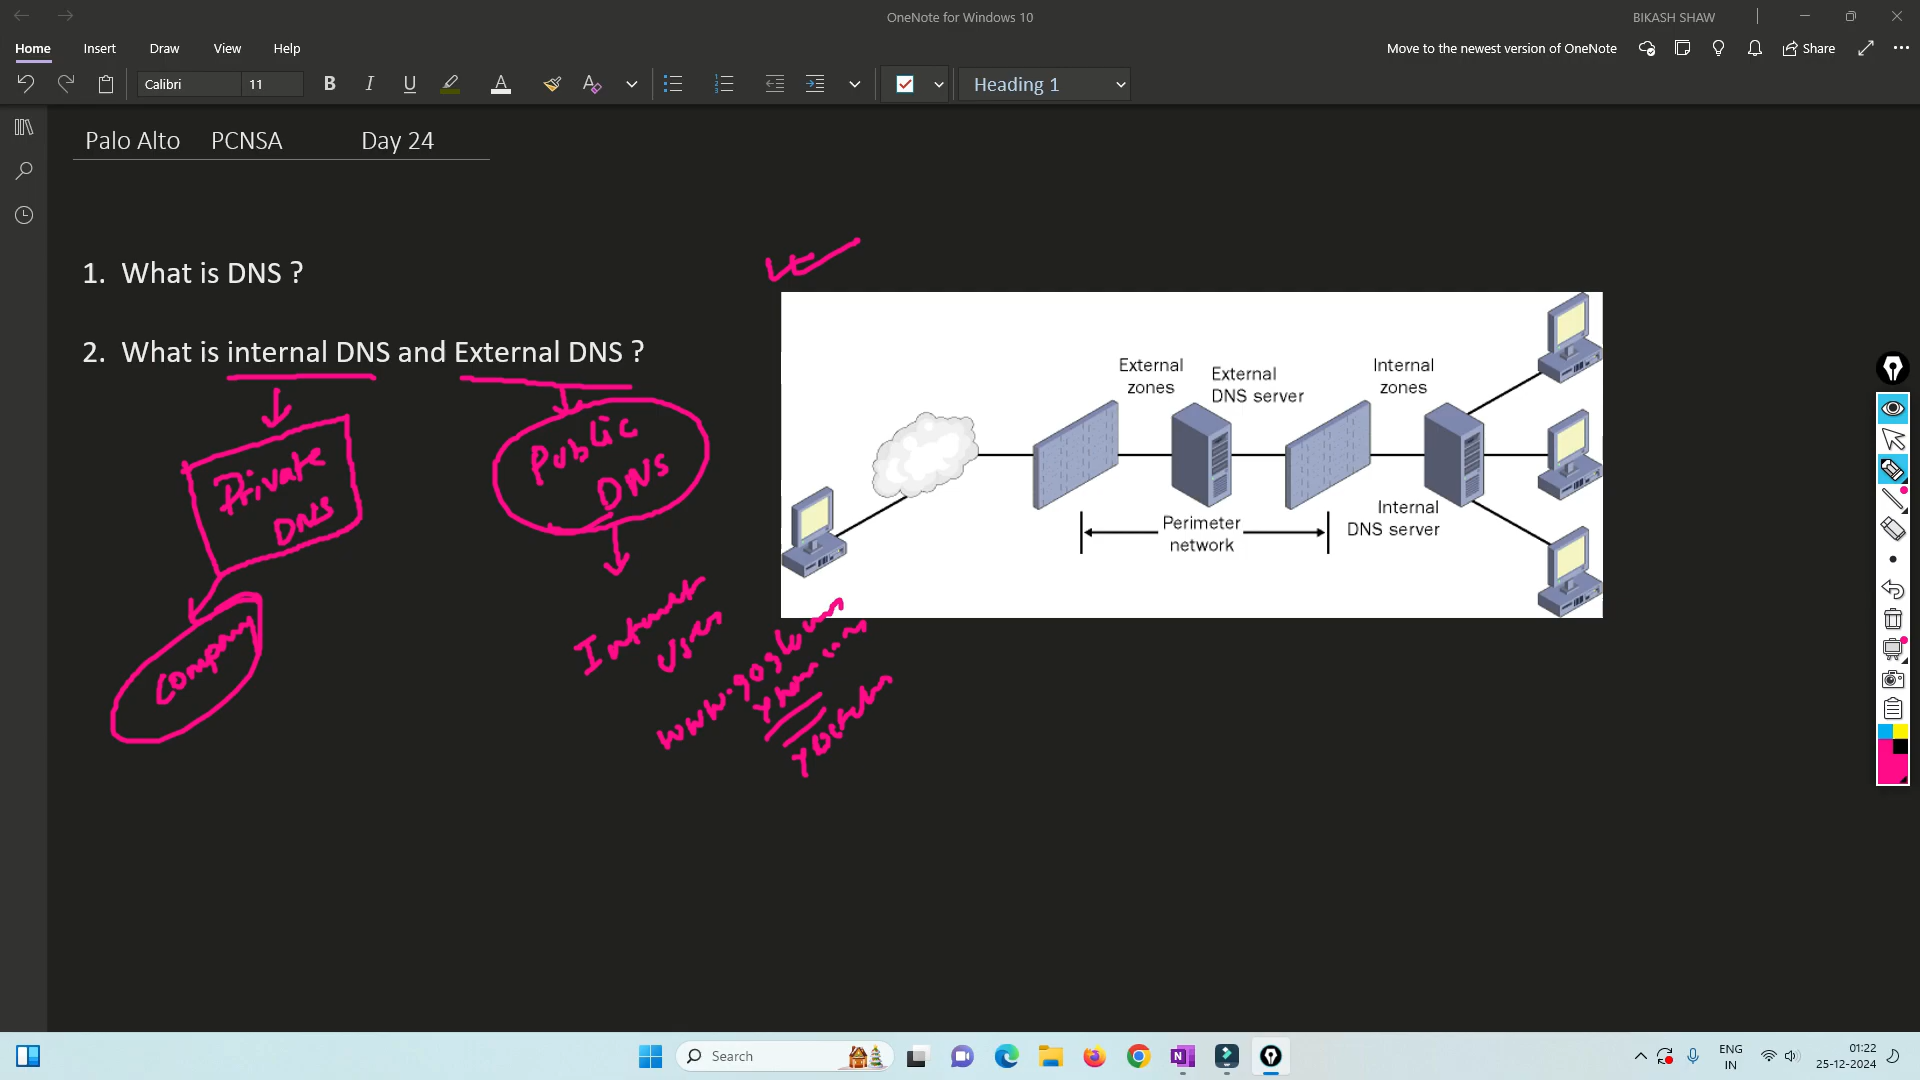 OneNote for Windows 10
BIKASH SHAW
Home Insert Draw View Help
Move to the newest version of OneNote
Share
Calibri 11
B I U A
Heading 1
Palo Alto PCNSA Day 24
1. What is DNS ?
2. What is internal DNS and External DNS ?
Private
DNS
Public
DNS
Company
Internet
Users
www.google.com
External
zones
External
DNS server
Internal
zones
Perimeter
network
Internal
DNS server
Search
ENG
IN
01:22
25-12-2024